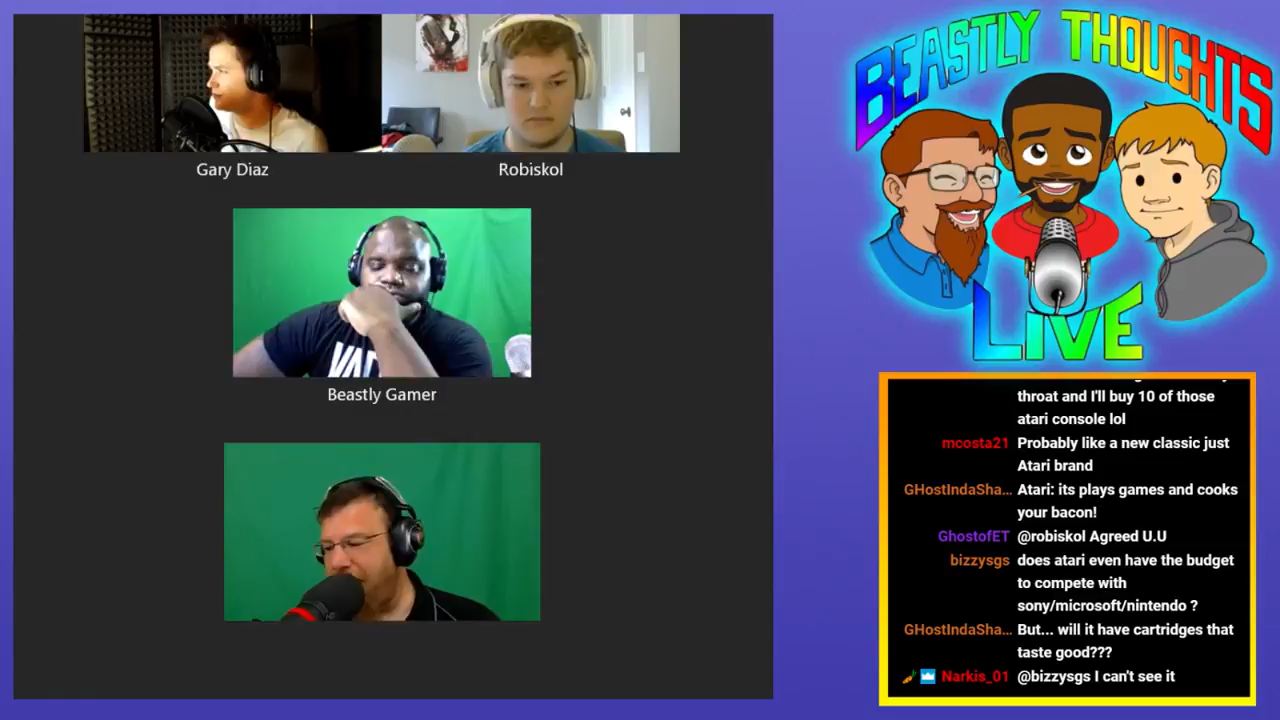 Gary Diaz
Robiskol
Beastly Gamer
BEASTLY THOUGHTS
LIVE
throat and I'll buy 10 of those
atari console lol
mcosta21 Probably like a new classic just
Atari brand
GHostIndaSha... Atari: its plays games and cooks
your bacon!
GhostofET @robiskol Agreed U.U
bizzysgs does atari even have the budget
to compete with
sony/microsoft/nintendo ?
GHostIndaSha... But... will it have cartridges that
taste good???
Narkis_01 @bizzysgs I can't see it